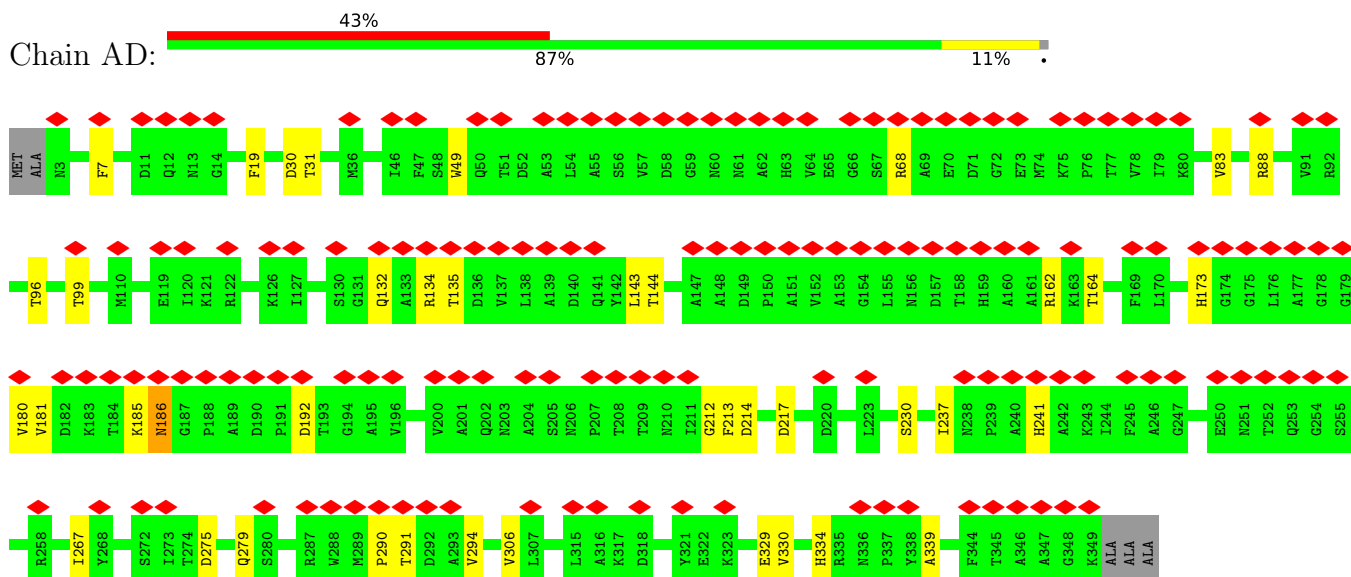 43%
Chain AD:
87% 11% •
MET ALA N3 F7 D11 Q12 N13 G14 F19 D30 T31 M36 I46 F47 S48 W49 Q50 T51 D52 A53 L54 A55 S56 V57 D58 G59 N60 N61 A62 H63 V64 E65 G66 S67 R68 A69 E70 D71 G72 E73 M74 K75 P76 T77 V78 I79 K80 V83 R88 V91 R92
T96 T99 M110 E119 I120 K121 R122 K126 I127 S130 G131 Q132 A133 R134 T135 D136 V137 L138 A139 D140 Q141 Y142 L143 T144 A147 A148 D149 P150 A151 V152 A153 G154 L155 N156 D157 T158 H159 A160 A161 R162 K163 T164 F169 L170 H173 G174 G175 L176 A177 G178 G179
V180 V181 D182 K183 T184 K185 N186 G187 P188 A189 D190 P191 D192 T193 G194 A195 V196 V200 A201 Q202 N203 A204 S205 N206 P207 T208 T209 N210 I211 G212 F213 D214 D217 D220 L223 S230 I237 N238 P239 A240 H241 A242 K243 I244 F245 A246 G247 E250 N251 T252 Q253 G254 S255
R258 I267 Y268 S272 I273 T274 D275 Q279 S280 R287 W288 M289 P290 T291 D292 A293 V294 V306 L307 L315 A316 K317 D318 Y321 E322 K323 E329 V330 H334 R335 N336 P337 Y338 A339 F344 T345 A346 A347 G348 K349 ALA ALA ALA